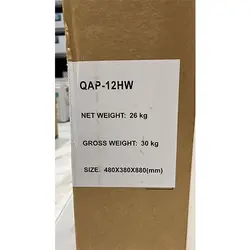 QAP-12HW
NET WEIGHT: 26 kg
GROSS WEIGHT: 30 kg
SIZE: 480X380X880(mm)